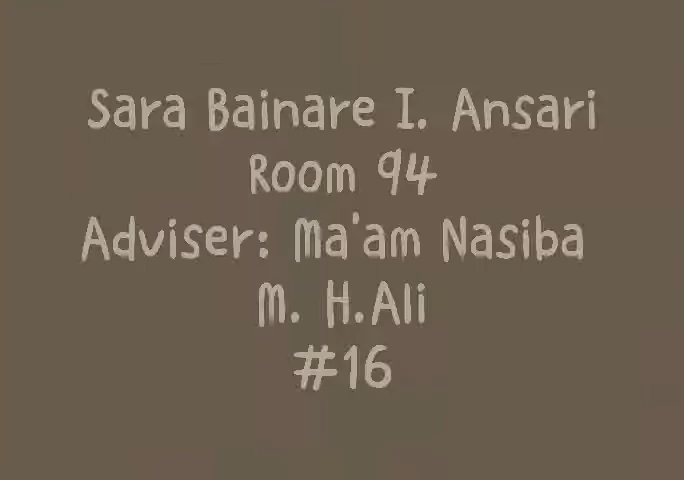 Sara Bainare I. Ansari
Room 94
Adviser: Ma'am Nasiba
M. H.Ali
#16